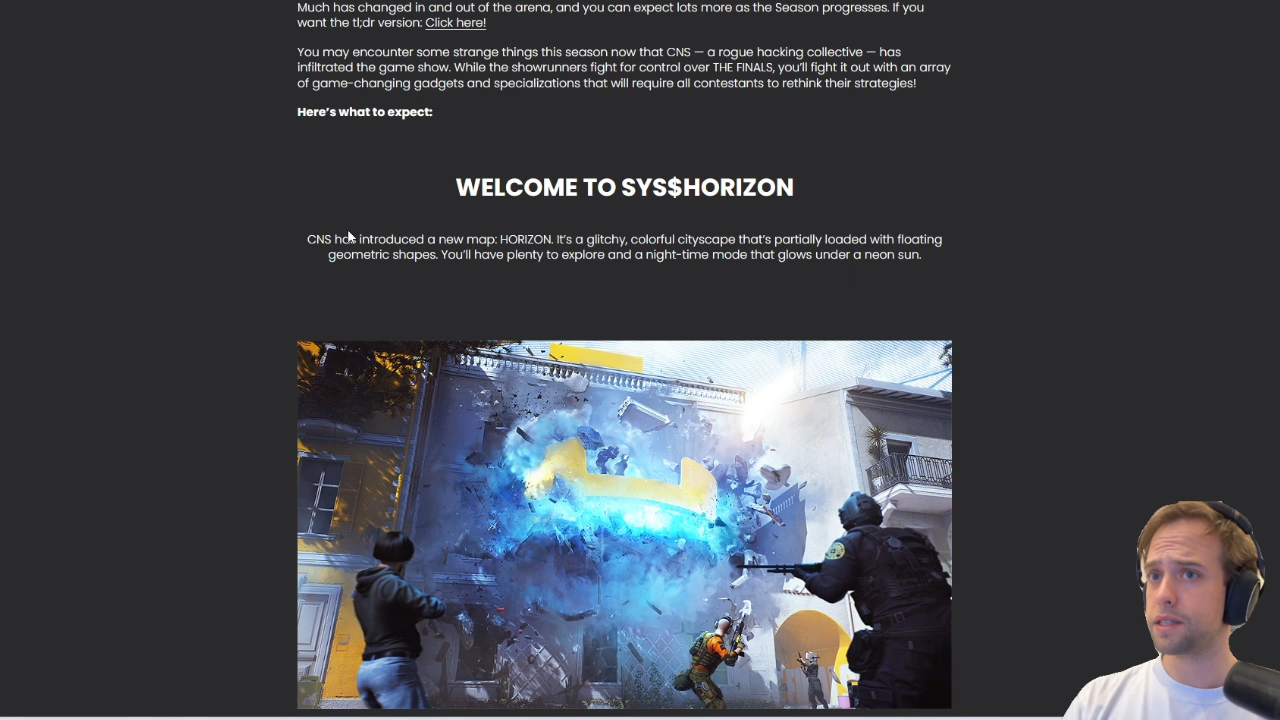 Much has changed in and out of the arena, and you can expect lots more as the Season progresses. If you
want the tl;dr version: Click here!
You may encounter some strange things this season now that CNS — a rogue hacking collective — has
infiltrated the game show. While the showrunners fight for control over THE FINALS, you’ll fight it out with an array
of game-changing gadgets and specializations that will require all contestants to rethink their strategies!
Here’s what to expect:
WELCOME TO SYS$HORIZON
CNS has introduced a new map: HORIZON. It’s a glitchy, colorful cityscape that’s partially loaded with floating
geometric shapes. You’ll have plenty to explore and a night-time mode that glows under a neon sun.